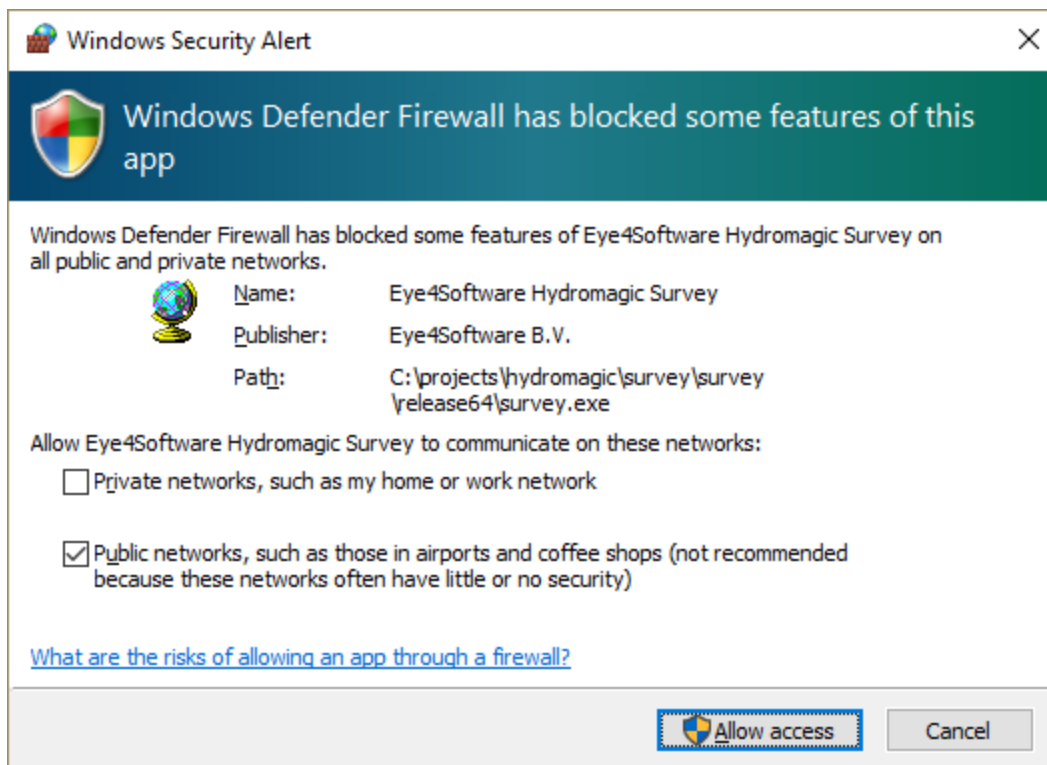 Windows Security Alert
Windows Defender Firewall has blocked some features of this
app
Windows Defender Firewall has blocked some features of Eye4Software Hydromagic Survey on
all public and private networks.
Name: Eye4Software Hydromagic Survey
Publisher: Eye4Software B.V.
Path: C:\projects\hydromagic\survey\survey
\release64\survey.exe
Allow Eye4Software Hydromagic Survey to communicate on these networks:
Private networks, such as my home or work network
Public networks, such as those in airports and coffee shops (not recommended
because these networks often have little or no security)
What are the risks of allowing an app through a firewall?
Allow access Cancel